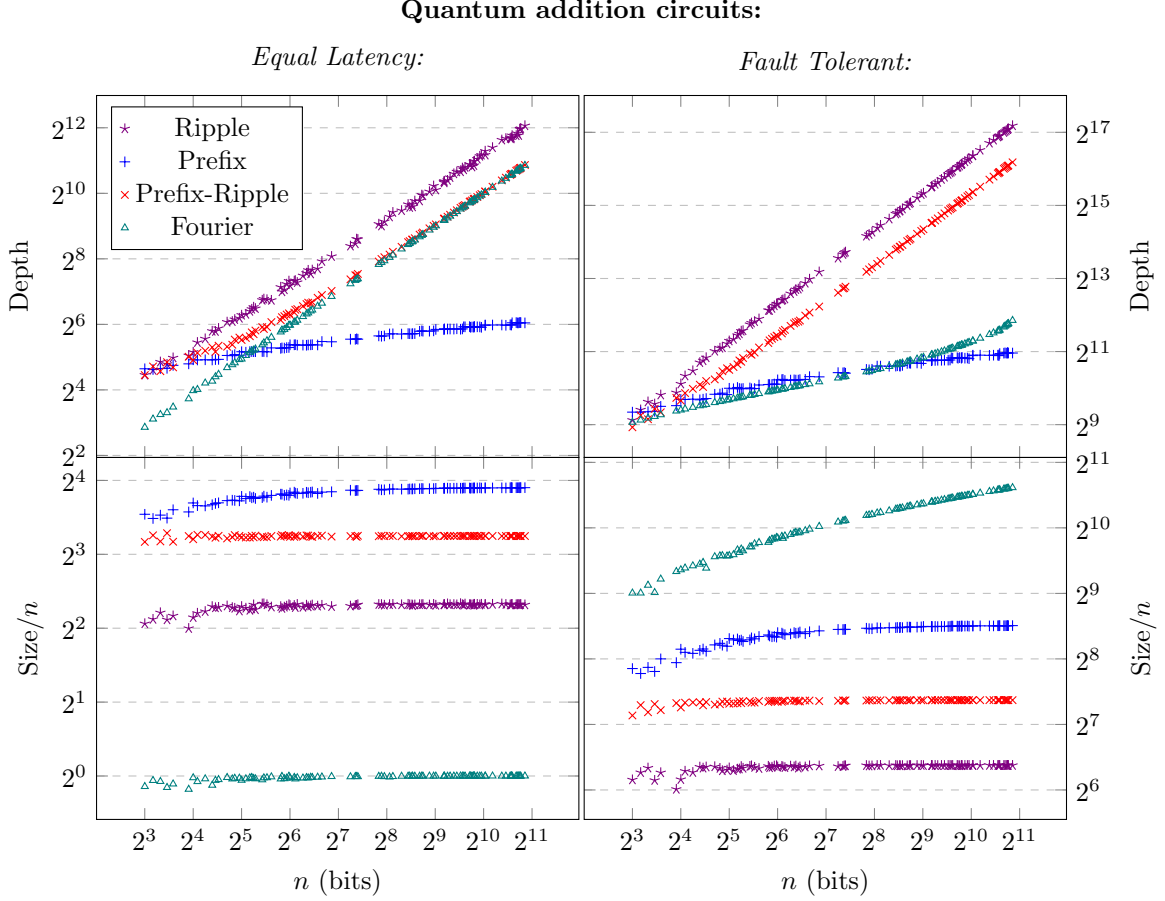 Quantum addition circuits:
Equal Latency:
Fault Tolerant:
Depth
2^12
2^10
2^8
2^6
2^4
2^2
Ripple
Prefix
Prefix-Ripple
Fourier
2^17
2^15
2^13
2^11
2^9
Depth
Size/n
2^4
2^3
2^2
2^1
2^0
2^11
2^10
2^9
2^8
2^7
2^6
Size/n
2^3 2^4 2^5 2^6 2^7 2^8 2^9 2^10 2^11
n (bits)
2^3 2^4 2^5 2^6 2^7 2^8 2^9 2^10 2^11
n (bits)